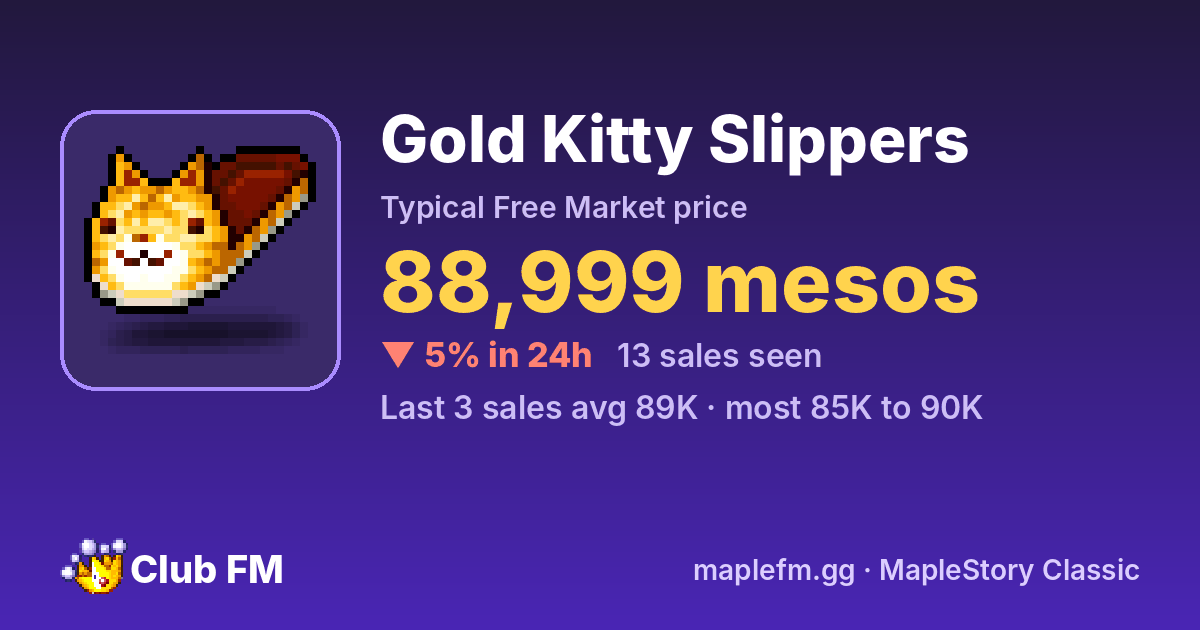 Gold Kitty Slippers
Typical Free Market price
88,999 mesos
▼ 5% in 24h 13 sales seen
Last 3 sales avg 89K · most 85K to 90K
Club FM
maplefm.gg · MapleStory Classic